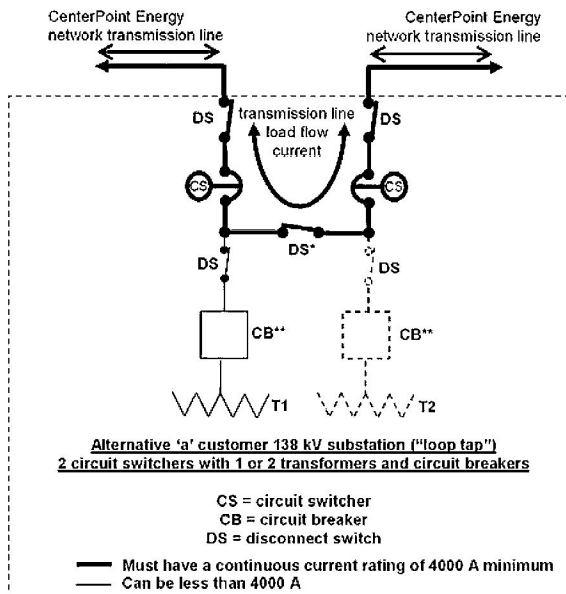 CenterPoint Energy
network transmission line
CenterPoint Energy
network transmission line
DS
transmission line
load flow
current
DS
CS
CS
DS*
DS
DS
CB**
CB**
T1
T2
Alternative 'a' customer 138 kV substation ("loop tap")
2 circuit switchers with 1 or 2 transformers and circuit breakers
CS = circuit switcher
CB = circuit breaker
DS = disconnect switch
Must have a continuous current rating of 4000 A minimum
Can be less than 4000 A